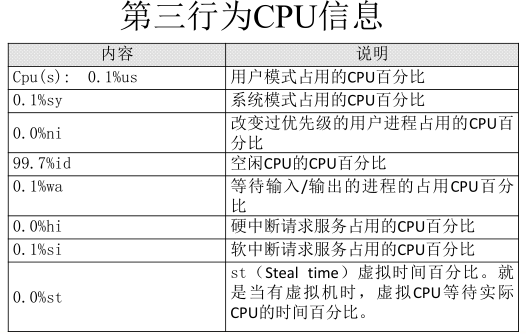 第三行为CPU信息
内容 说明
Cpu(s): 0.1%us 用户模式占用的CPU百分比
0.1%sy 系统模式占用的CPU百分比
0.0%ni 改变过优先级的用户进程占用的CPU百
分比
99.7%id 空闲CPU的CPU百分比
0.1%wa 等待输入/输出的进程的占用CPU百分
比
0.0%hi 硬中断请求服务占用的CPU百分比
0.1%si 软中断请求服务占用的CPU百分比
0.0%st st（Steal time）虚拟时间百分比。就
是当有虚拟机时，虚拟CPU等待实际
CPU的时间百分比。